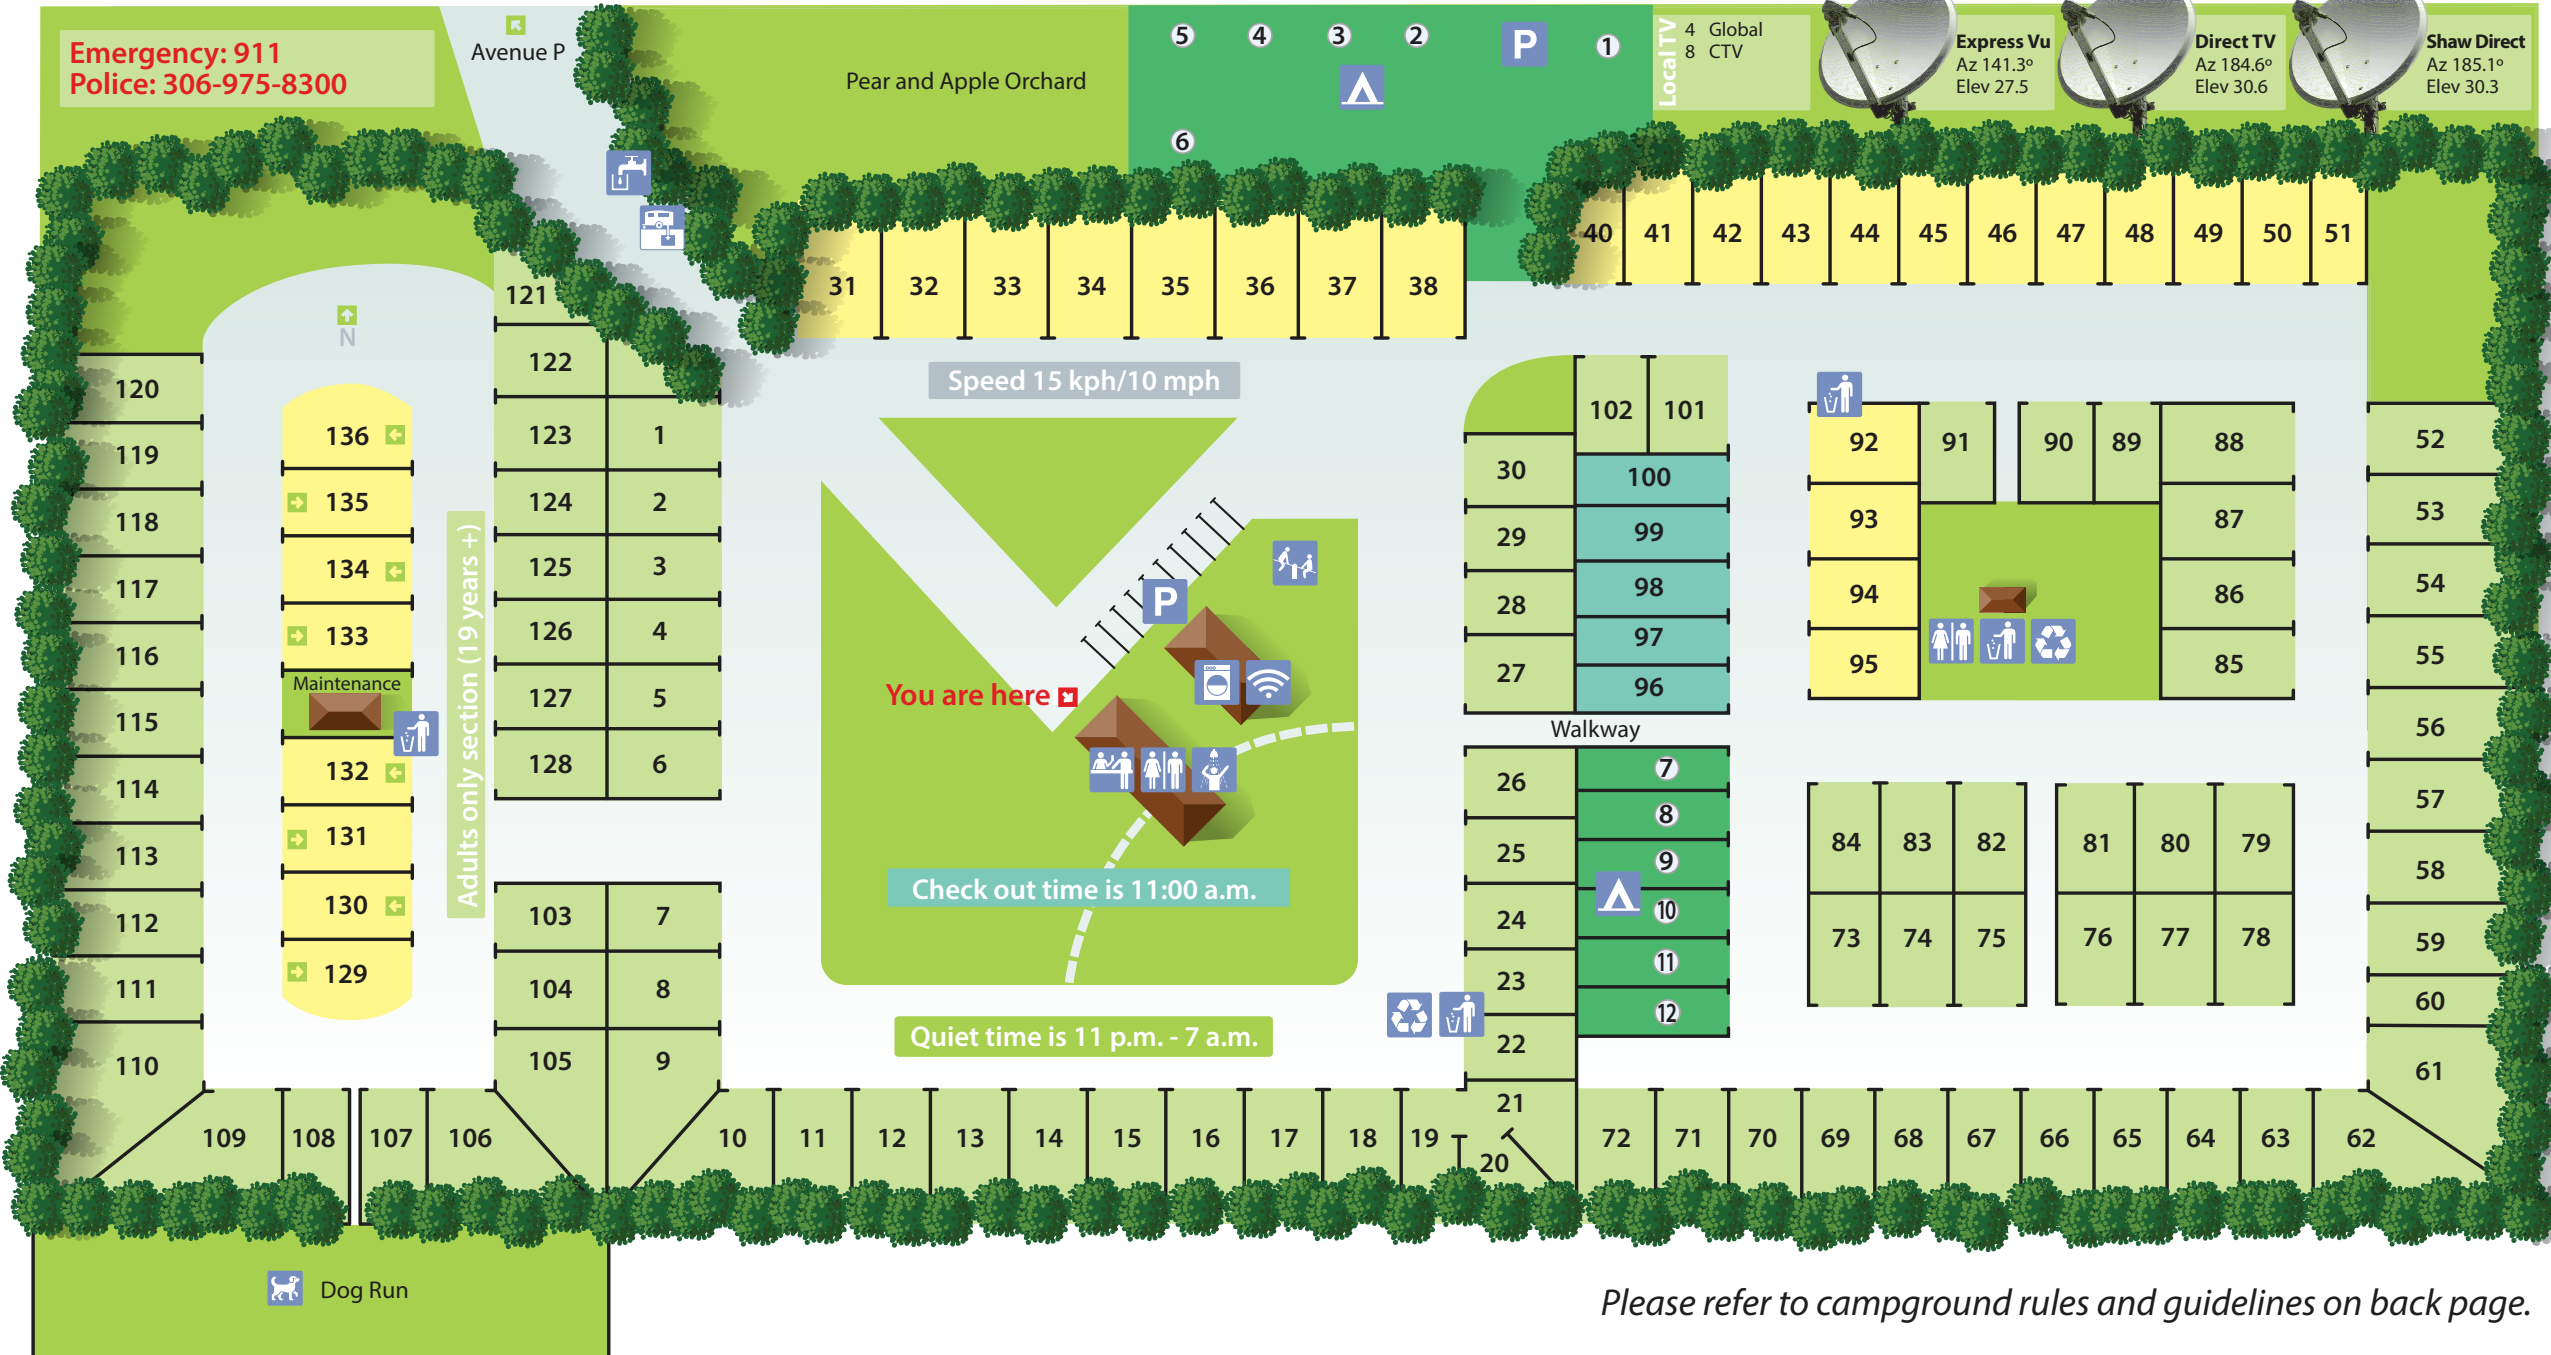 Emergency: 911
Police: 306-975-8300
Avenue P
Pear and Apple Orchard
5 4 3 2 P 1
6
Local TV
4 Global
8 CTV
Express Vu
Az 141.3º
Elev 27.5
Direct TV
Az 184.6º
Elev 30.6
Shaw Direct
Az 185.1º
Elev 30.3
31 32 33 34 35 36 37 38
40 41 42 43 44 45 46 47 48 49 50 51
N
120
119
118
117
116
115
114
113
112
111
110
136
135
134
133
Maintenance
132
131
130
129
Adults only section (19 years +)
121
122
123 1
124 2
125 3
126 4
127 5
128 6
103 7
104 8
105 9
Speed 15 kph/10 mph
P
You are here
Check out time is 11:00 a.m.
Quiet time is 11 p.m. - 7 a.m.
102 101
30
29
28
27
100
99
98
97
96
Walkway
26
25
24
23
22
21
20
7
8
9
10
11
12
92
93
94
95
91 90 89 88
87
86
85
84 83 82 81 80 79
73 74 75 76 77 78
52
53
54
55
56
57
58
59
60
61
109 108 107 106
10 11 12 13 14 15 16 17 18 19
72 71 70 69 68 67 66 65 64 63 62
Dog Run
Please refer to campground rules and guidelines on back page.